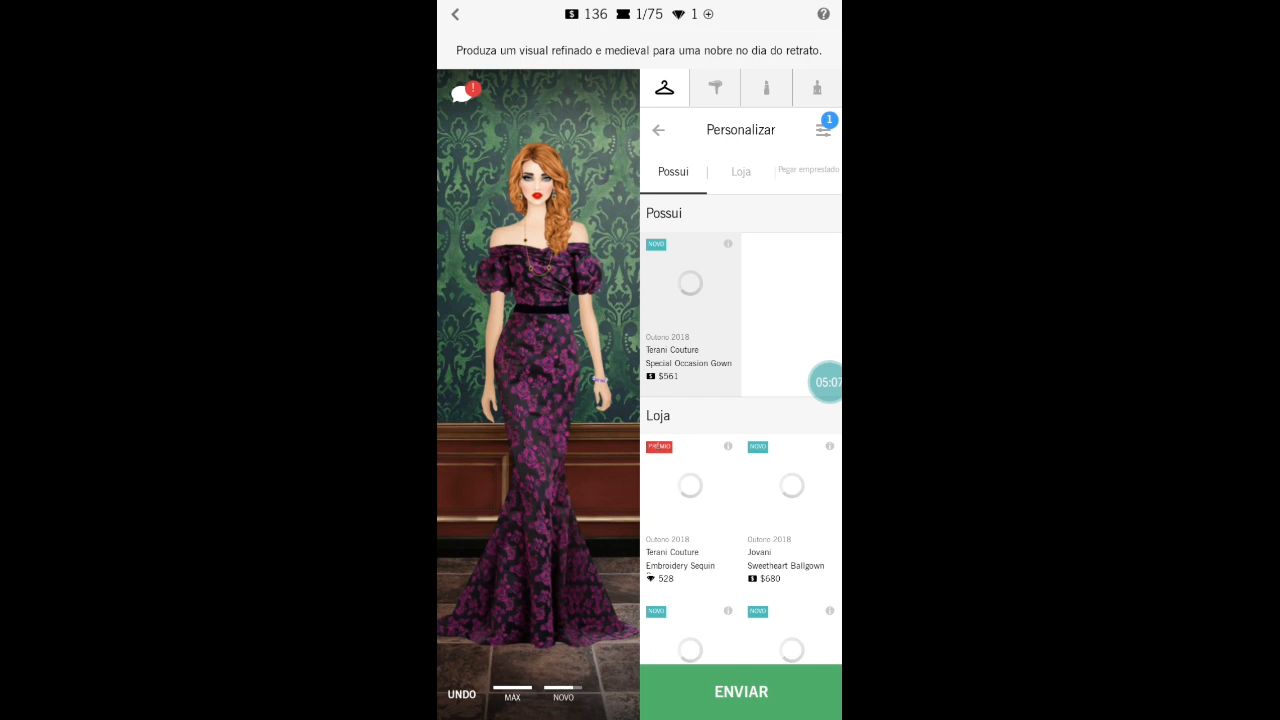 136 1/75 1
Produza um visual refinado e medieval para uma nobre no dia do retrato.
!
1
Personalizar
Possui Loja Pegar emprestado
Possui
NOVO
Outono 2018
Terani Couture
Special Occasion Gown
$561
05:07
Loja
PRÊMIO NOVO
Outono 2018 Outono 2018
Terani Couture Jovani
Embroidery Sequin Sweetheart Ballgown
528 $680
NOVO NOVO
UNDO MÁX NOVO
ENVIAR